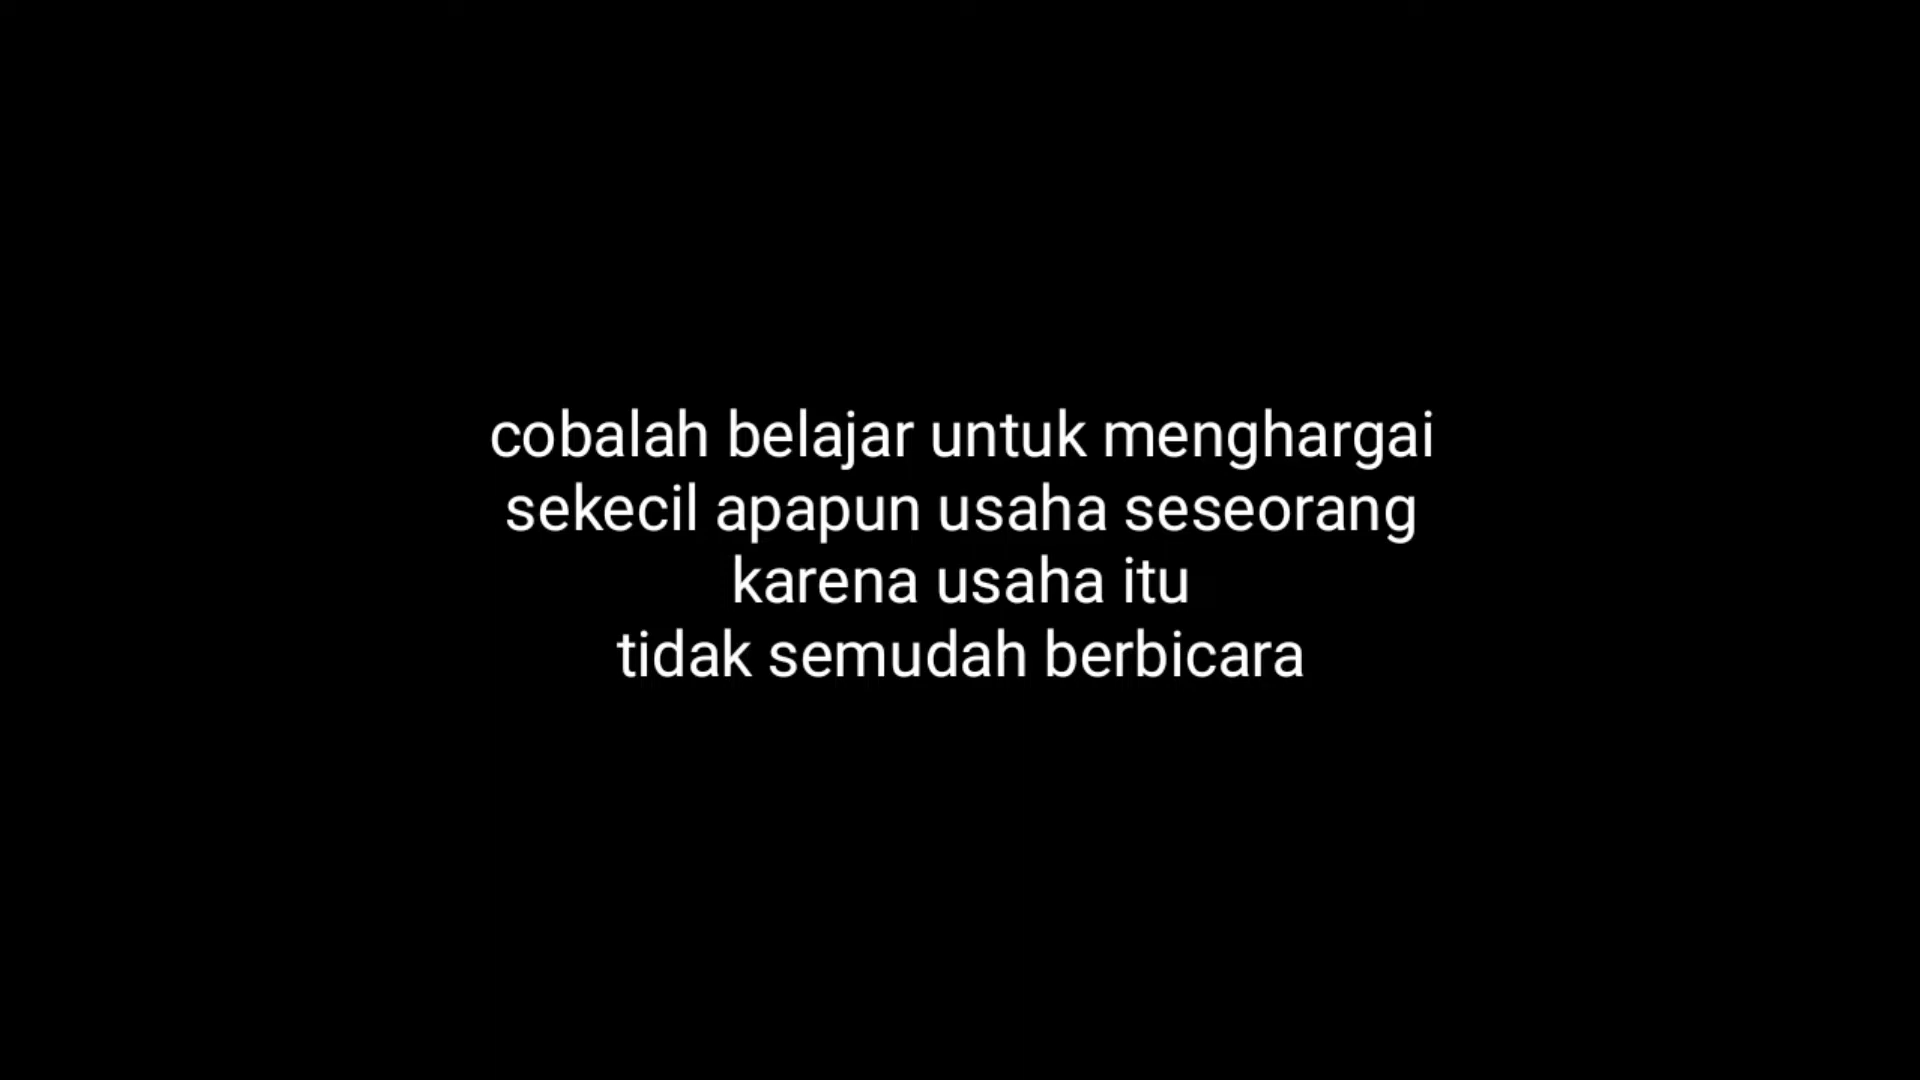 cobalah belajar untuk menghargai
sekecil apapun usaha seseorang
karena usaha itu
tidak semudah berbicara